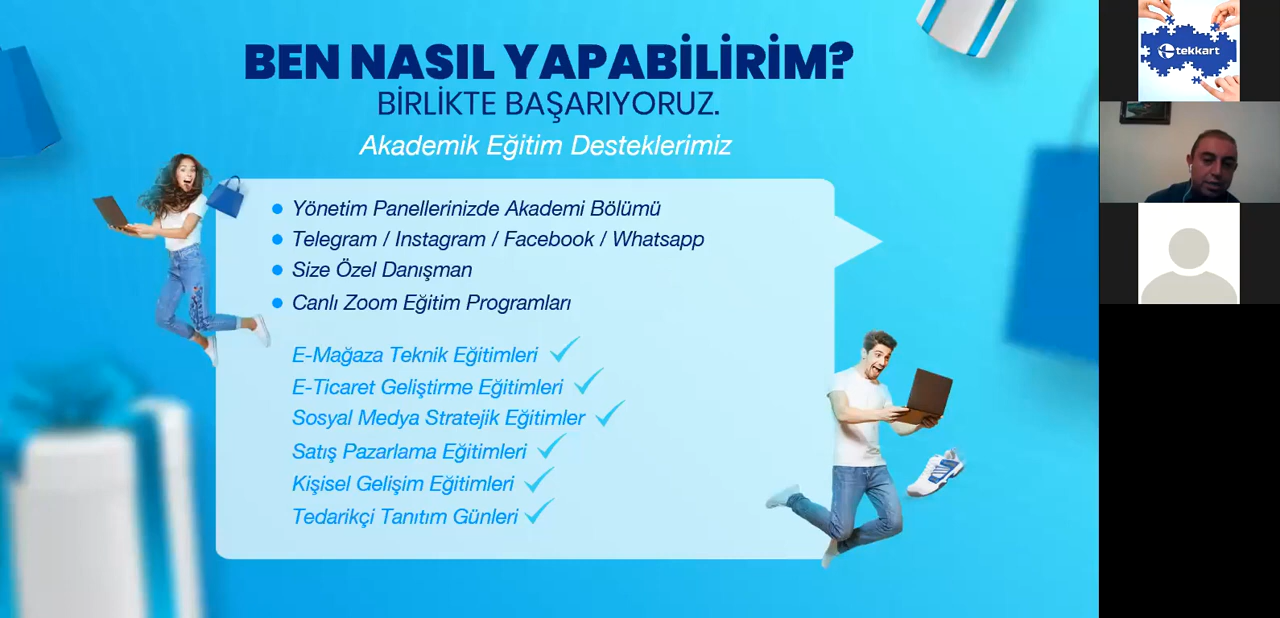 BEN NASIL YAPABİLİRİM?
BİRLİKTE BAŞARIYORUZ.
Akademik Eğitim Desteklerimiz
Yönetim Panellerinizde Akademi Bölümü
Telegram / Instagram / Facebook / Whatsapp
Size Özel Danışman
Canlı Zoom Eğitim Programları
E-Mağaza Teknik Eğitimleri
E-Ticaret Geliştirme Eğitimleri
Sosyal Medya Stratejik Eğitimler
Satış Pazarlama Eğitimleri
Kişisel Gelişim Eğitimleri
Tedarikçi Tanıtım Günleri
tekkart